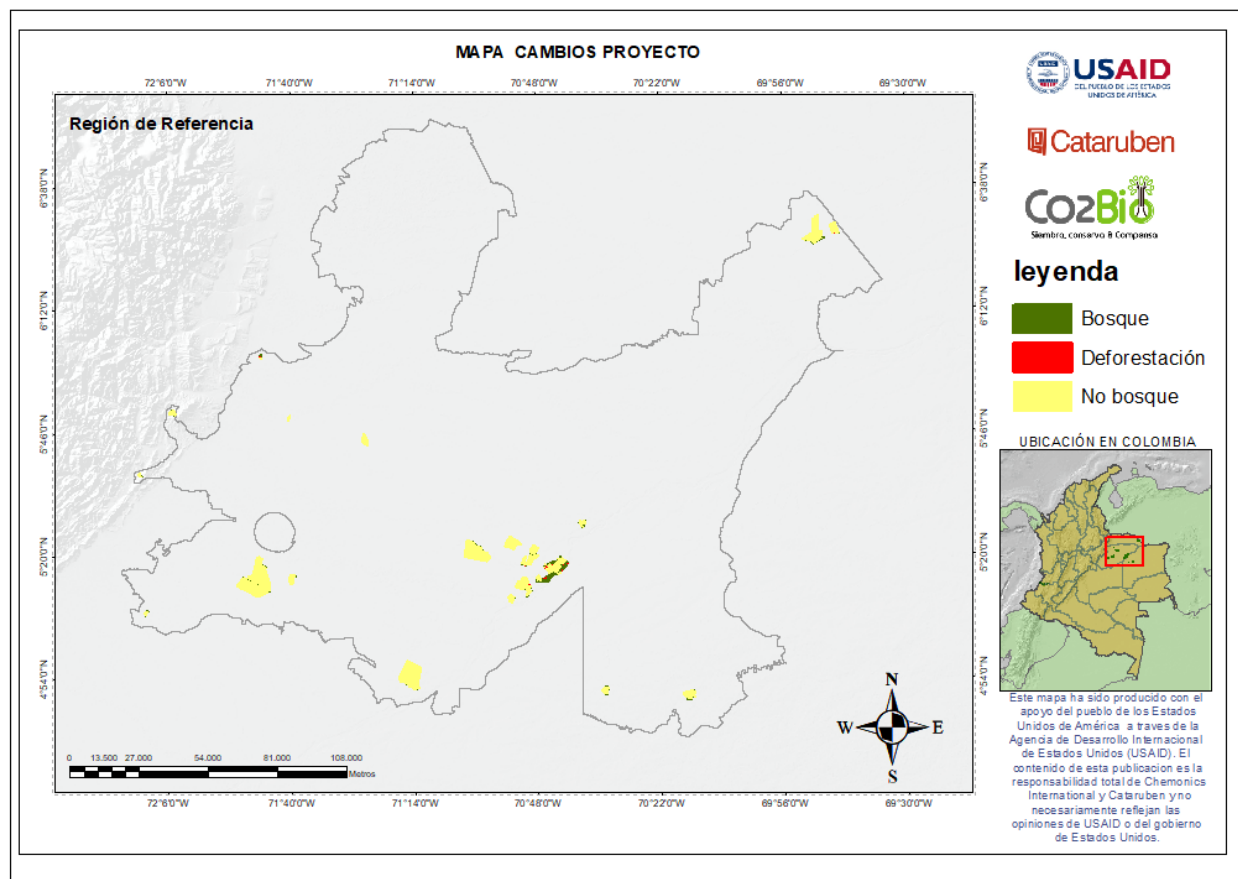 MAPA CAMBIOS PROYECTO
72°6'0"W 71°40'0"W 71°14'0"W 70°48'0"W 70°22'0"W 69°56'0"W 69°30'0"W
Región de Referencia
6°38'0"N 6°38'0"N
6°12'0"N 6°12'0"N
5°46'0"N 5°46'0"N
5°20'0"N 5°20'0"N
4°54'0"N 4°54'0"N
N
W E
S
0 13.500 27.000 54.000 81.000 108.000
Metros
72°6'0"W 71°40'0"W 71°14'0"W 70°48'0"W 70°22'0"W 69°56'0"W 69°30'0"W
USAID
DEL PUEBLO DE LOS ESTADOS
UNIDOS DE AMÉRICA
Cataruben
Co2Bio
Siembra, conserva & Compensa
leyenda
Bosque
Deforestación
No bosque
UBICACIÓN EN COLOMBIA
Este mapa ha sido producido con el
apoyo del pueblo de los Estados
Unidos de América a traves de la
Agencia de Desarrollo Internacional
de Estados Unidos (USAID). El
contenido de esta publicacion es la
responsabilidad total de Chemonics
International y Cataruben y no
necesariamente reflejan las
opiniones de USAID o del gobierno
de Estados Unidos.